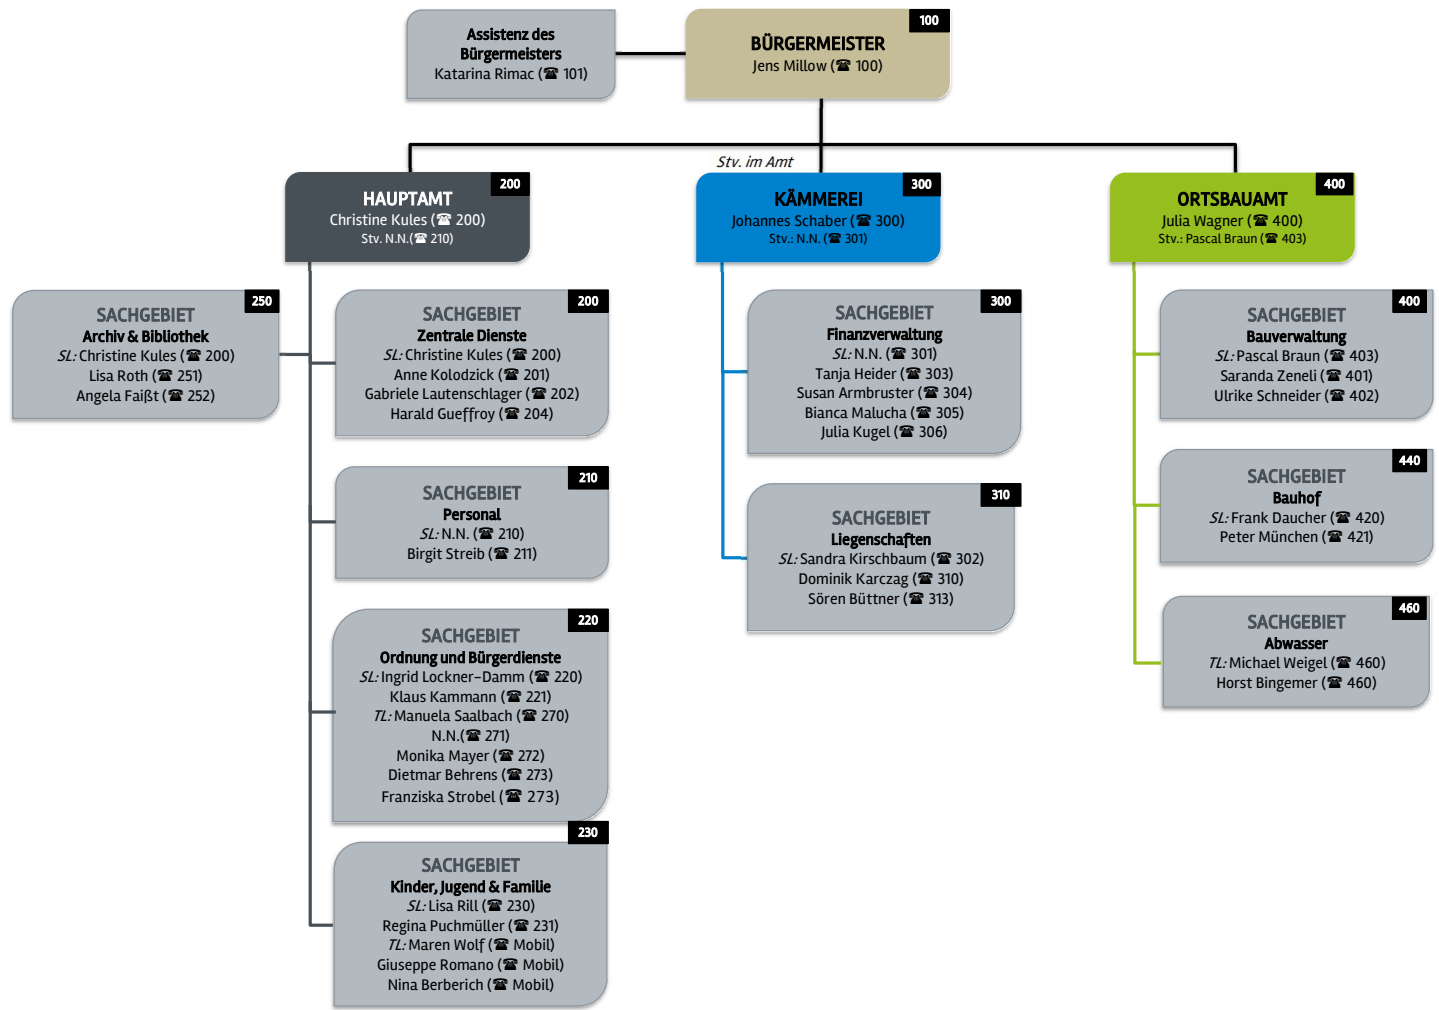 Assistenz des
Bürgermeisters
Katarina Rimac (☎ 101)
100
BÜRGERMEISTER
Jens Millow (☎ 100)
Stv. im Amt
200
HAUPTAMT
Christine Kules (☎ 200)
Stv. N.N.(☎ 210)
300
KÄMMEREI
Johannes Schaber (☎ 300)
Stv.: N.N. (☎ 301)
400
ORTSBAUAMT
Julia Wagner (☎ 400)
Stv.: Pascal Braun (☎ 403)
250
SACHGEBIET
Archiv & Bibliothek
SL: Christine Kules (☎ 200)
Lisa Roth (☎ 251)
Angela Faißt (☎ 252)
200
SACHGEBIET
Zentrale Dienste
SL: Christine Kules (☎ 200)
Anne Kolodzick (☎ 201)
Gabriele Lautenschlager (☎ 202)
Harald Gueffroy (☎ 204)
210
SACHGEBIET
Personal
SL: N.N. (☎ 210)
Birgit Streib (☎ 211)
220
SACHGEBIET
Ordnung und Bürgerdienste
SL: Ingrid Lockner-Damm (☎ 220)
Klaus Kammann (☎ 221)
TL: Manuela Saalbach (☎ 270)
N.N.(☎ 271)
Monika Mayer (☎ 272)
Dietmar Behrens (☎ 273)
Franziska Strobel (☎ 273)
230
SACHGEBIET
Kinder, Jugend & Familie
SL: Lisa Rill (☎ 230)
Regina Puchmüller (☎ 231)
TL: Maren Wolf (☎ Mobil)
Giuseppe Romano (☎ Mobil)
Nina Berberich (☎ Mobil)
300
SACHGEBIET
Finanzverwaltung
SL: N.N. (☎ 301)
Tanja Heider (☎ 303)
Susan Armbruster (☎ 304)
Bianca Malucha (☎ 305)
Julia Kugel (☎ 306)
310
SACHGEBIET
Liegenschaften
SL: Sandra Kirschbaum (☎ 302)
Dominik Karczag (☎ 310)
Sören Büttner (☎ 313)
400
SACHGEBIET
Bauverwaltung
SL: Pascal Braun (☎ 403)
Saranda Zeneli (☎ 401)
Ulrike Schneider (☎ 402)
440
SACHGEBIET
Bauhof
SL: Frank Daucher (☎ 420)
Peter München (☎ 421)
460
SACHGEBIET
Abwasser
TL: Michael Weigel (☎ 460)
Horst Bingemer (☎ 460)